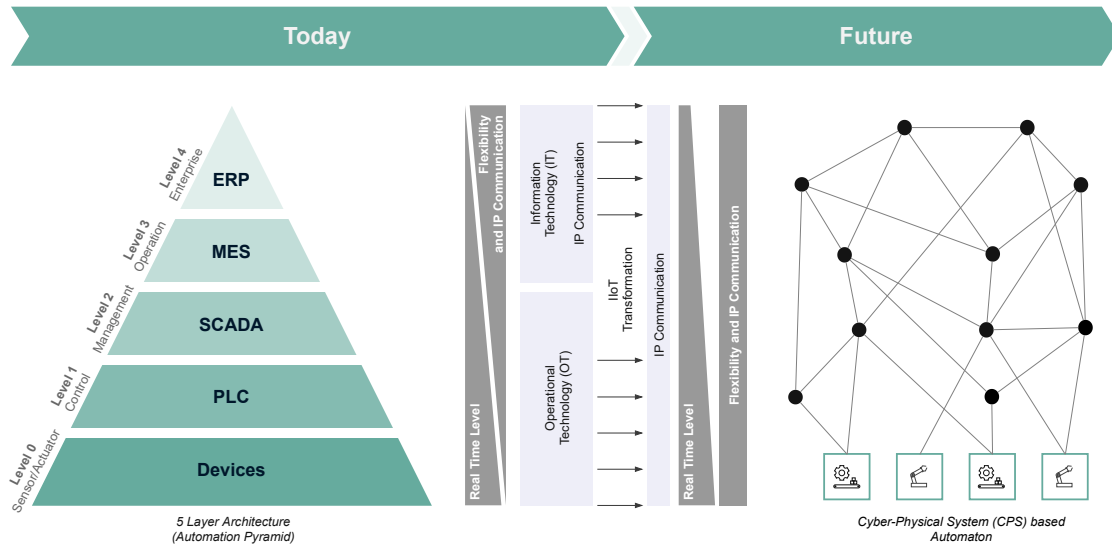 Today
Future
Level 4
Enterprise
ERP
Level 3
Operation
MES
Level 2
Management
SCADA
Level 1
Control
PLC
Level 0
Sensor/Actuator
Devices
5 Layer Architecture
(Automation Pyramid)
Real Time Level
Flexibility
and IP Communication
Information
Technology (IT)
IP Communication
Operational
Technology (OT)
IIoT
Transformation
IP Communication
Real Time Level
Flexibility and IP Communication
Cyber-Physical System (CPS) based
Automaton